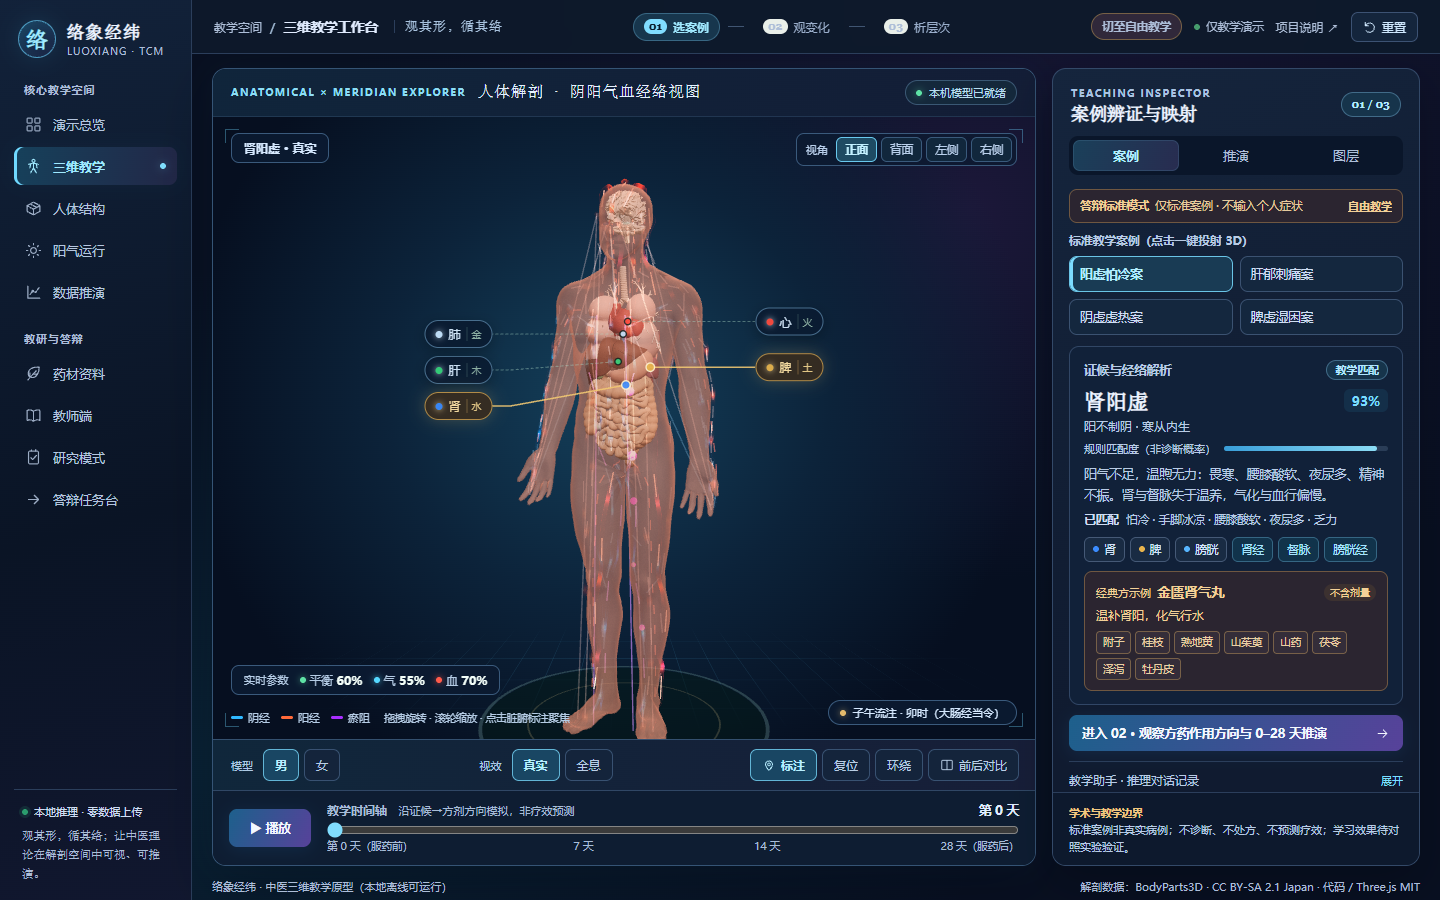 络
络象经纬
LUOXIANG · TCM
核心教学空间
演示总览
三维教学
人体结构
阳气运行
数据推演
教研与答辩
药材资料
教师端
研究模式
答辩任务台
本地推理 · 零数据上传
观其形，循其络；让中医理
论在解剖空间中可视、可推
演。
教学空间 / 三维教学工作台 观其形，循其络
01 选案例
02 观变化
03 析层次
切至自由教学
仅教学演示
项目说明 ↗
重置
ANATOMICAL × MERIDIAN EXPLORER 人体解剖 · 阴阳气血经络视图
本机模型已就绪
肾阳虚 • 真实
视角 正面 背面 左侧 右侧
肺 金
肝 木
肾 水
心 火
脾 土
实时参数 平衡 60% 气 55% 血 70%
阴经 阳经 瘀阻 拖拽旋转 · 滚轮缩放 · 点击脏腑标注聚焦
子午流注 · 卯时（大肠经当令）
模型 男 女
视效 真实 全息
标注 复位 环绕 前后对比
▶ 播放
教学时间轴 沿证候→方剂方向模拟，非疗效预测
第 0 天
第 0 天（服药前） 7 天 14 天 28 天（服药后）
TEACHING INSPECTOR
案例辨证与映射
01 / 03
案例 推演 图层
答辩标准模式 仅标准案例 · 不输入个人症状 自由教学
标准教学案例（点击一键投射 3D）
阳虚怕冷案 肝郁刺痛案
阴虚虚热案 脾虚湿困案
证候与经络解析 教学匹配
肾阳虚 93%
阳不制阴 · 寒从内生
规则匹配度（非诊断概率）
阳气不足，温煦无力：畏寒、腰膝酸软、夜尿多、精神
不振。肾与督脉失于温养，气化与血行偏慢。
已匹配 怕冷 · 手脚冰凉 · 腰膝酸软 · 夜尿多 · 乏力
肾 脾 膀胱 肾经 督脉 膀胱经
经典方示例 金匮肾气丸 不含剂量
温补肾阳，化气行水
附子 桂枝 熟地黄 山茱萸 山药 茯苓
泽泻 牡丹皮
进入 02 • 观察方药作用方向与 0–28 天推演 →
教学助手 · 推理对话记录 展开
学术与教学边界
标准案例非真实病例；不诊断、不处方、不预测疗效；学习效果待对
照实验验证。
络象经纬 · 中医三维教学原型（本地离线可运行）
解剖数据：BodyParts3D · CC BY-SA 2.1 Japan · 代码 / Three.js MIT